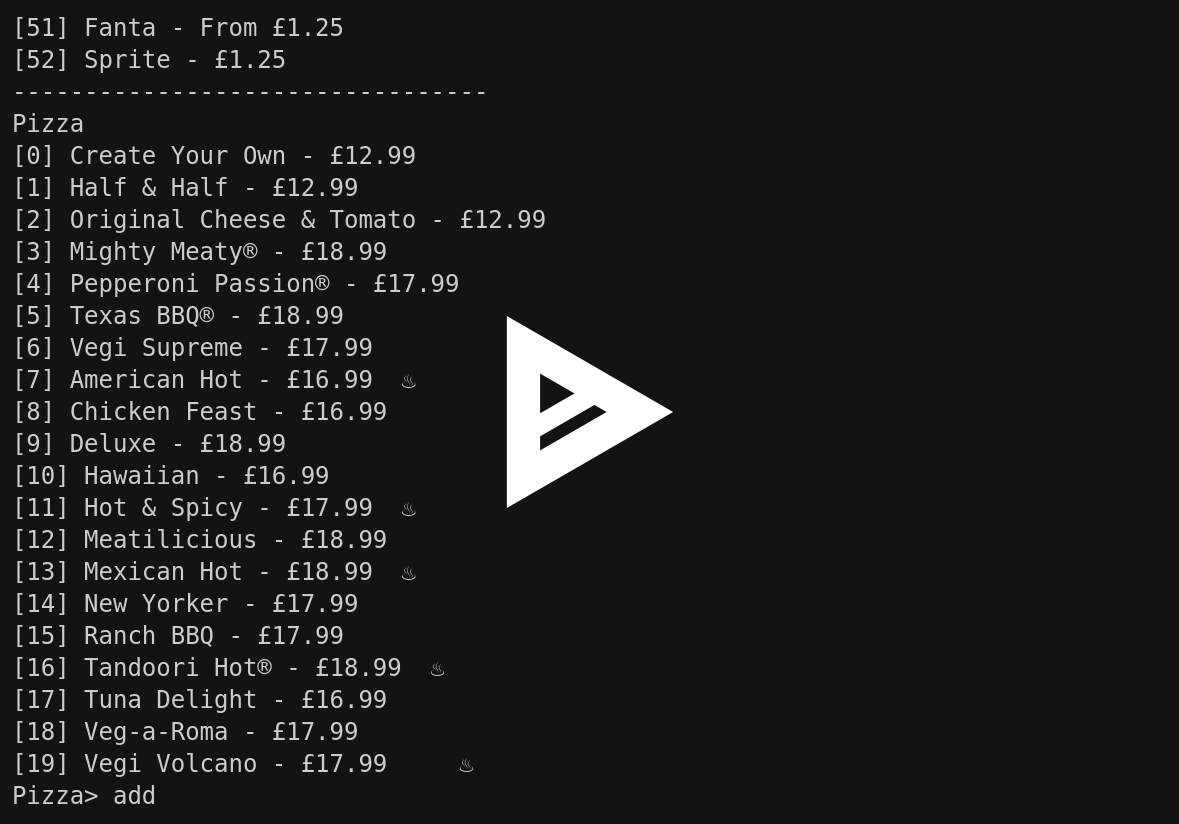 [51] Fanta - From £1.25
[52] Sprite - £1.25
---------------------------------
Pizza
[0] Create Your Own - £12.99
[1] Half & Half - £12.99
[2] Original Cheese & Tomato - £12.99
[3] Mighty Meaty® - £18.99
[4] Pepperoni Passion® - £17.99
[5] Texas BBQ® - £18.99
[6] Vegi Supreme - £17.99
[7] American Hot - £16.99  ♨
[8] Chicken Feast - £16.99
[9] Deluxe - £18.99
[10] Hawaiian - £16.99
[11] Hot & Spicy - £17.99  ♨
[12] Meatilicious - £18.99
[13] Mexican Hot - £18.99  ♨
[14] New Yorker - £17.99
[15] Ranch BBQ - £17.99
[16] Tandoori Hot® - £18.99  ♨
[17] Tuna Delight - £16.99
[18] Veg-a-Roma - £17.99
[19] Vegi Volcano - £17.99     ♨
Pizza> add